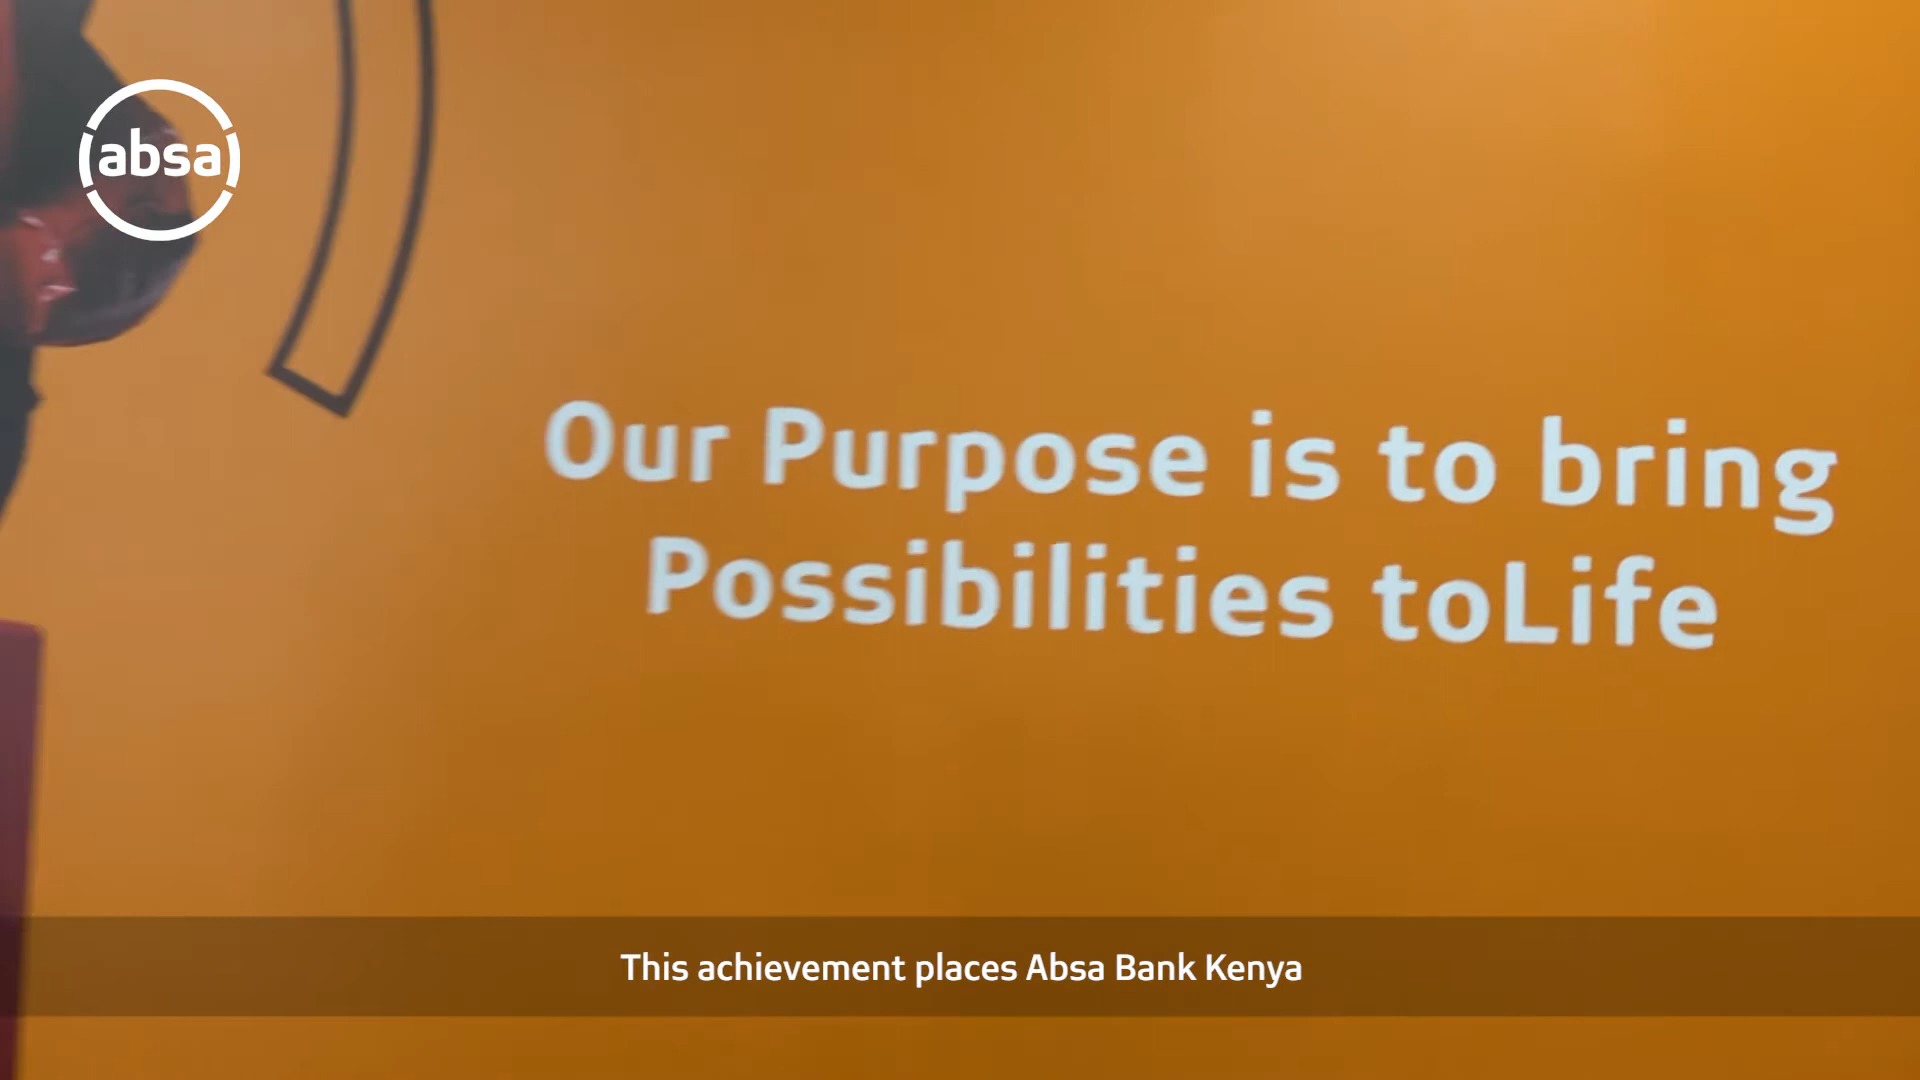 absa
Our Purpose is to bring
Possibilities toLife
This achievement places Absa Bank Kenya